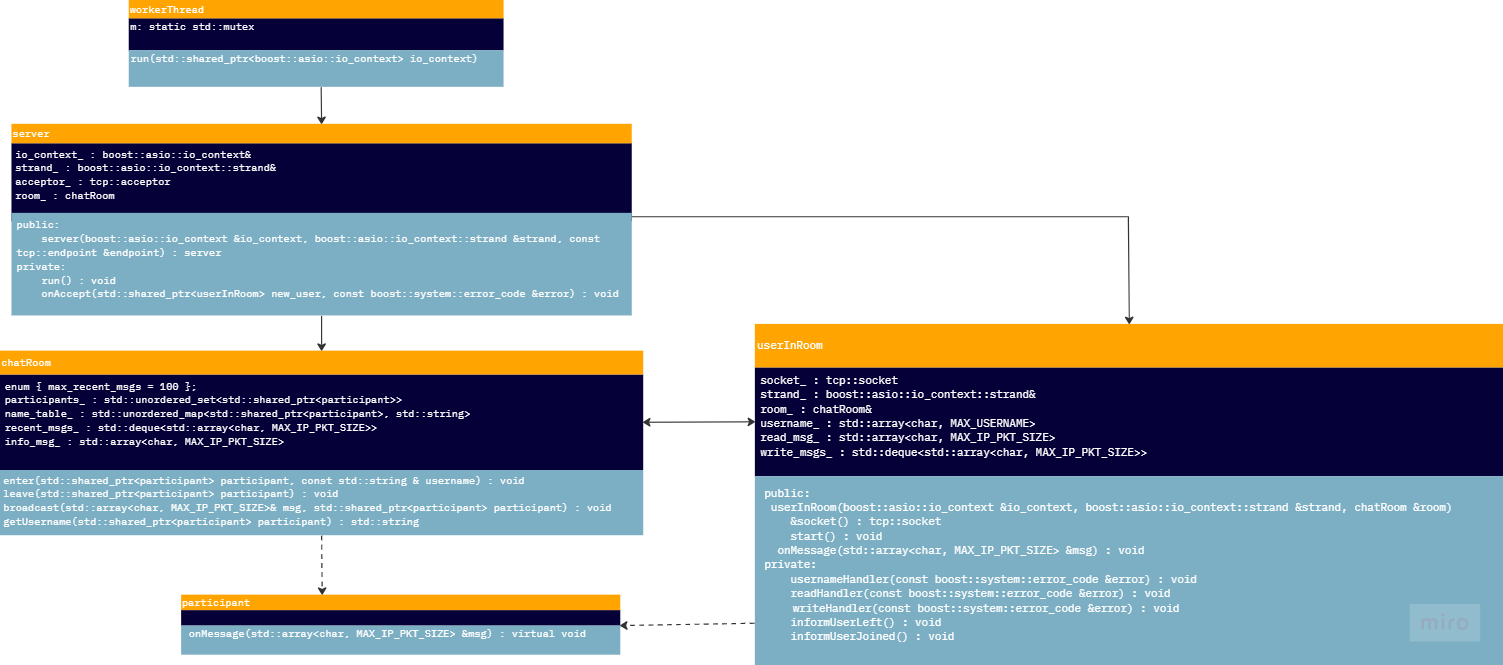 workerThread
m: static std::mutex
run(std::shared_ptr<boost::asio::io_context> io_context)
server
io_context_ : boost::asio::io_context&
strand_ : boost::asio::io_context::strand&
acceptor_ : tcp::acceptor
room_ : chatRoom
public:
server(boost::asio::io_context &io_context, boost::asio::io_context::strand &strand, const
tcp::endpoint &endpoint) : server
private:
run() : void
onAccept(std::shared_ptr<userInRoom> new_user, const boost::system::error_code &error) : void
chatRoom
enum { max_recent_msgs = 100 };
participants_ : std::unordered_set<std::shared_ptr<participant>>
name_table_ : std::unordered_map<std::shared_ptr<participant>, std::string>
recent_msgs_ : std::deque<std::array<char, MAX_IP_PKT_SIZE>>
info_msg_ : std::array<char, MAX_IP_PKT_SIZE>
enter(std::shared_ptr<participant> participant, const std::string & username) : void
leave(std::shared_ptr<participant> participant) : void
broadcast(std::array<char, MAX_IP_PKT_SIZE>& msg, std::shared_ptr<participant> participant) : void
getUsername(std::shared_ptr<participant> participant) : std::string
participant
onMessage(std::array<char, MAX_IP_PKT_SIZE> &msg) : virtual void
userInRoom
socket_ : tcp::socket
strand_ : boost::asio::io_context::strand&
room_ : chatRoom&
username_ : std::array<char, MAX_USERNAME>
read_msg_ : std::array<char, MAX_IP_PKT_SIZE>
write_msgs_ : std::deque<std::array<char, MAX_IP_PKT_SIZE>>
public:
userInRoom(boost::asio::io_context &io_context, boost::asio::io_context::strand &strand, chatRoom &room)
&socket() : tcp::socket
start() : void
onMessage(std::array<char, MAX_IP_PKT_SIZE> &msg) : void
private:
usernameHandler(const boost::system::error_code &error) : void
readHandler(const boost::system::error_code &error) : void
writeHandler(const boost::system::error_code &error) : void
informUserLeft() : void
informUserJoined() : void
miro